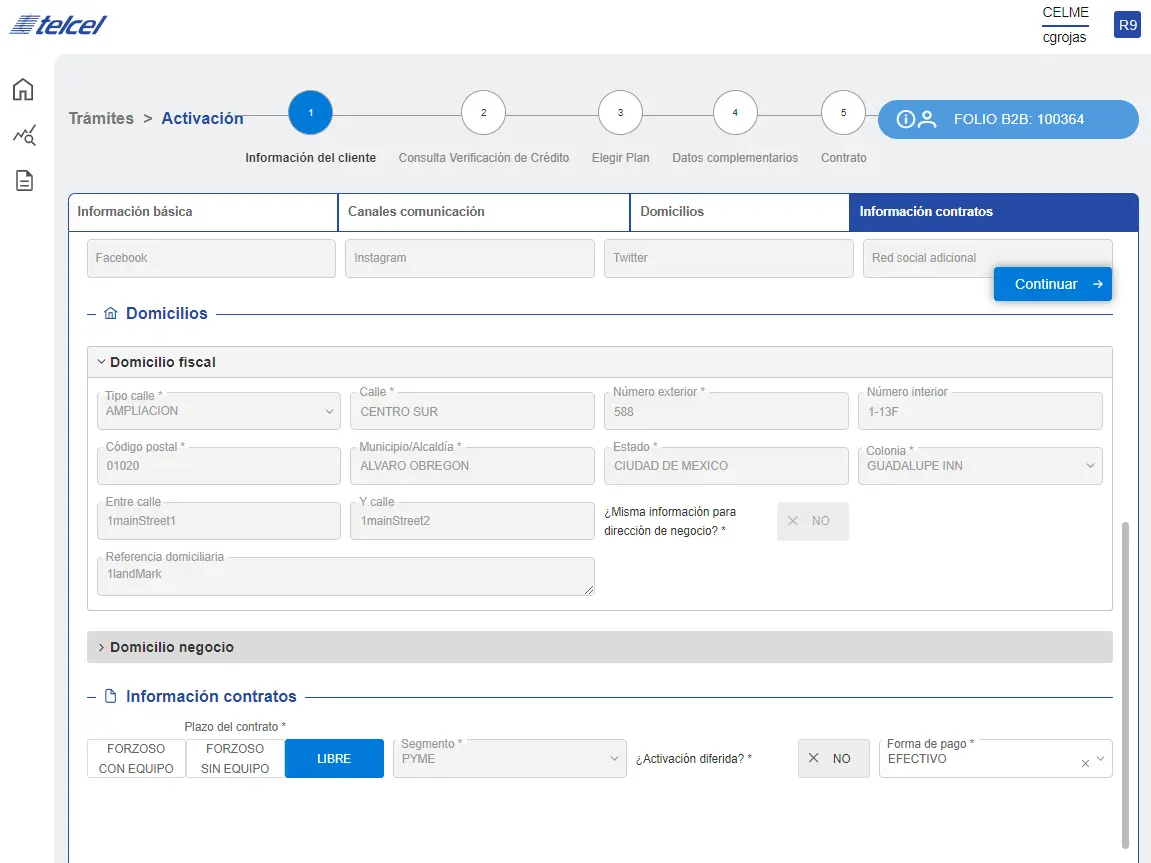 telcel
CELME
cgrojas
R9
Trámites > Activación
1
2
3
4
5
FOLIO B2B: 100364
Información del cliente
Consulta Verificación de Crédito
Elegir Plan
Datos complementarios
Contrato
Información básica
Canales comunicación
Domicilios
Información contratos
Facebook
Instagram
Twitter
Red social adicional
Continuar
Domicilios
Domicilio fiscal
Tipo calle *
AMPLIACION
Calle *
CENTRO SUR
Número exterior *
588
Número interior
1-13F
Código postal *
01020
Municipio/Alcaldía *
ALVARO OBREGON
Estado *
CIUDAD DE MEXICO
Colonia *
GUADALUPE INN
Entre calle
1mainStreet1
Y calle
1mainStreet2
¿Misma información para
dirección de negocio? *
NO
Referencia domiciliaria
1landMark
Domicilio negocio
Información contratos
Plazo del contrato *
FORZOSO
CON EQUIPO
FORZOSO
SIN EQUIPO
LIBRE
Segmento *
PYME
¿Activación diferida? *
NO
Forma de pago *
EFECTIVO